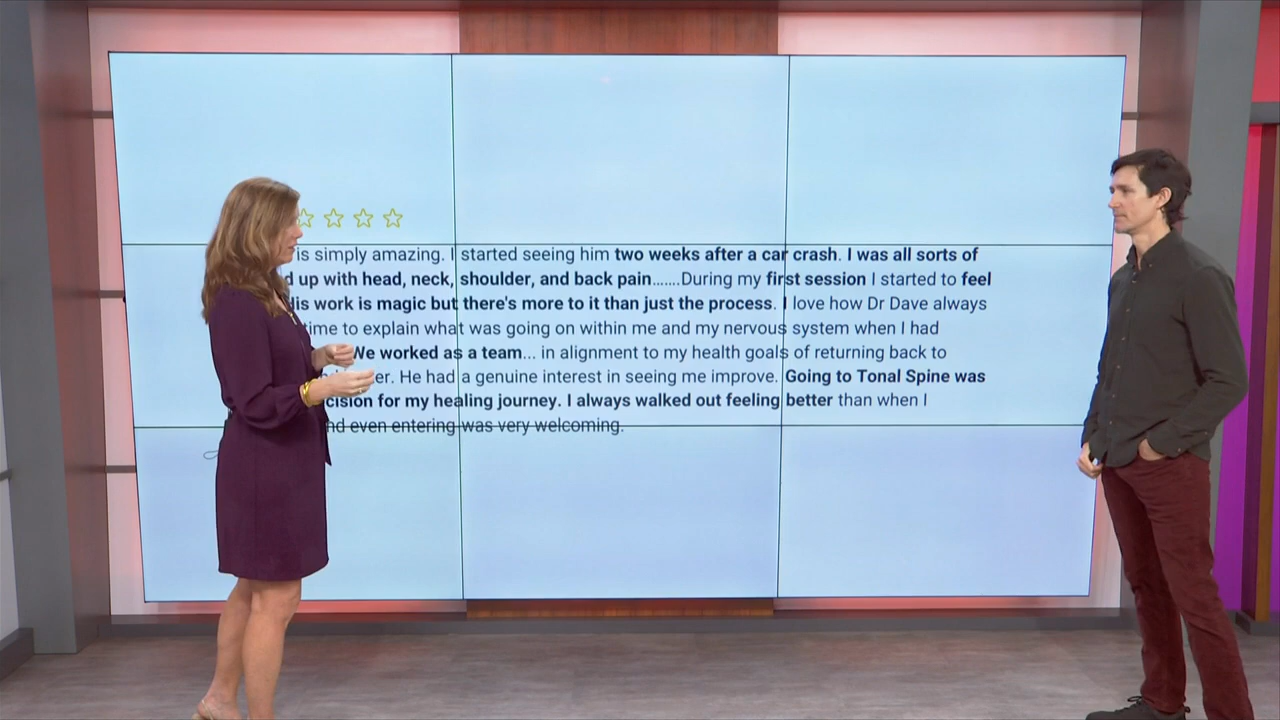 is simply amazing. I started seeing him two weeks after a car crash. I was all sorts of
up with head, neck, shoulder, and back pain.......During my first session I started to feel
His work is magic but there's more to it than just the process. I love how Dr Dave always
time to explain what was going on within me and my nervous system when I had
We worked as a team... in alignment to my health goals of returning back to
He had a genuine interest in seeing me improve. Going to Tonal Spine was
for my healing journey. I always walked out feeling better than when I
even entering was very welcoming.